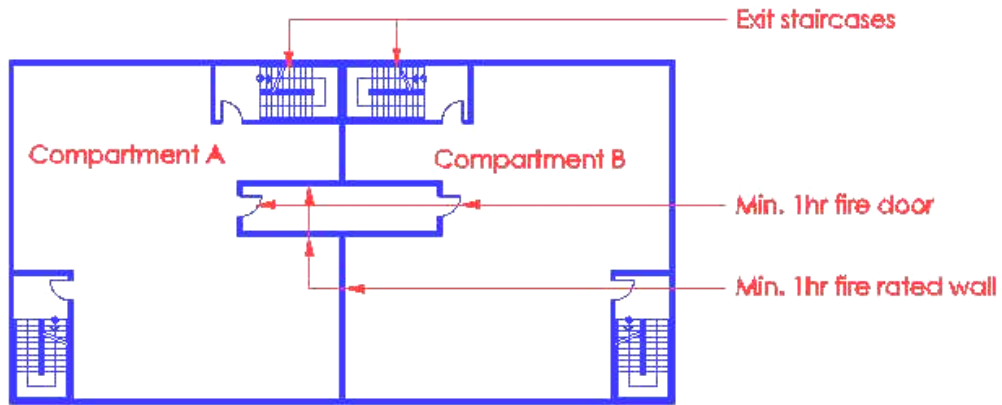 Exit staircases
Compartment A
Compartment B
Min. 1hr fire door
Min. 1hr fire rated wall